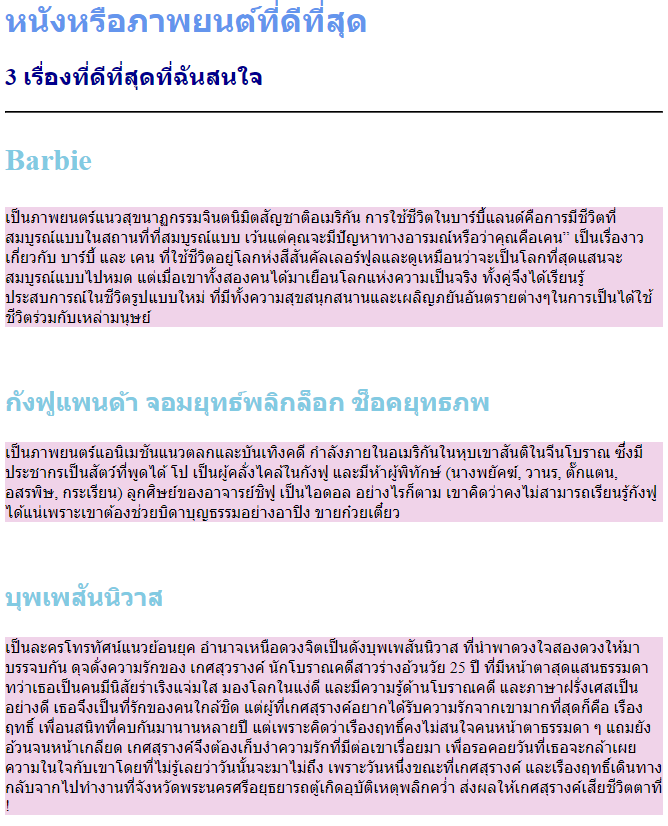 หนังหรือภาพยนต์ที่ดีที่สุด
3 เรื่องที่ดีที่สุดที่ฉันสนใจ
Barbie
เป็นภาพยนตร์แนวสุขนาฏกรรมจินตนิมิตสัญชาติอเมริกัน การใช้ชีวิตในบาร์บี้แลนด์คือการมีชีวิตที่
สมบูรณ์แบบในสถานที่ที่สมบูรณ์แบบ เว้นแต่คุณจะมีปัญหาทางอารมณ์หรือว่าคุณคือเคน” เป็นเรื่องราว
เกี่ยวกับ บาร์บี้ และ เคน ที่ใช้ชีวิตอยู่โลกห่งสีสันคัลเลอร์ฟูลและดูเหมือนว่าจะเป็นโลกที่สุดแสนจะ
สมบูรณ์แบบไปหมด แต่เมื่อเขาทั้งสองคนได้มาเยือนโลกแห่งความเป็นจริง ทั้งคู่จึงได้เรียนรู้
ประสบการณ์ในชีวิตรูปแบบใหม่ ที่มีทั้งความสุขสนุกสนานและเผลิญภยันอันตรายต่างๆในการเป็นได้ใช้
ชีวิตร่วมกับเหล่ามนุษย์
กังฟูแพนด้า จอมยุทธ์พลิกล็อก ช็อคยุทธภพ
เป็นภาพยนตร์แอนิเมชันแนวตลกและบันเทิงคดี กำลังภายในอเมริกันในหุบเขาสันติในจีนโบราณ ซึ่งมี
ประชากรเป็นสัตว์ที่พูดได้ โป เป็นผู้คลั่งไคล้ในกังฟู และมีห้าผู้พิทักษ์ (นางพยัคฆ์, วานร, ตั๊กแตน,
อสรพิษ, กระเรียน) ลูกศิษย์ของอาจารย์ชิฟู เป็นไอดอล อย่างไรก็ตาม เขาคิดว่าคงไม่สามารถเรียนรู้กังฟู
ได้แน่เพราะเขาต้องช่วยบิดาบุญธรรมอย่างอาปิง ขายก๋วยเตี๋ยว
บุพเพสันนิวาส
เป็นละครโทรทัศน์แนวย้อนยุค อำนาจเหนือดวงจิตเป็นดังบุพเพสันนิวาส ที่นำพาดวงใจสองดวงให้มา
บรรจบกัน ดุจดั่งความรักของ เกศสุรางค์ นักโบราณคดีสาวร่างอ้วนวัย 25 ปี ที่มีหน้าตาสุดแสนธรรมดา
ทว่าเธอเป็นคนมีนิสัยร่าเริงแจ่มใส มองโลกในแง่ดี และมีความรู้ด้านโบราณคดี และภาษาฝรั่งเศสเป็น
อย่างดี เธอจึงเป็นที่รักของคนใกล้ชิด แต่ผู้ที่เกศสุรางค์อยากได้รับความรักจากเขามากที่สุดก็คือ เรือง
ฤทธิ์ เพื่อนสนิทที่คบกันมานานหลายปี แต่เพราะคิดว่าเรืองฤทธิ์คงไม่สนใจคนหน้าตาธรรมดา ๆ แถมยัง
อ้วนจนหน้าเกลียด เกศสุรางค์จึงต้องเก็บงำความรักที่มีต่อเขาเรื่อยมา เพื่อรอคอยวันที่เธอจะกล้าเผย
ความในใจกับเขาโดยที่ไม่รู้เลยว่าวันนั้นจะมาไม่ถึง เพราะวันหนึ่งขณะที่เกศสุรางค์ และเรืองฤทธิ์เดินทาง
กลับจากไปทำงานที่จังหวัดพระนครศรีอยุธยารถตู้เกิดอุบัติเหตุพลิกคว่ำ ส่งผลให้เกศสุรางค์เสียชีวิตตาที่
!